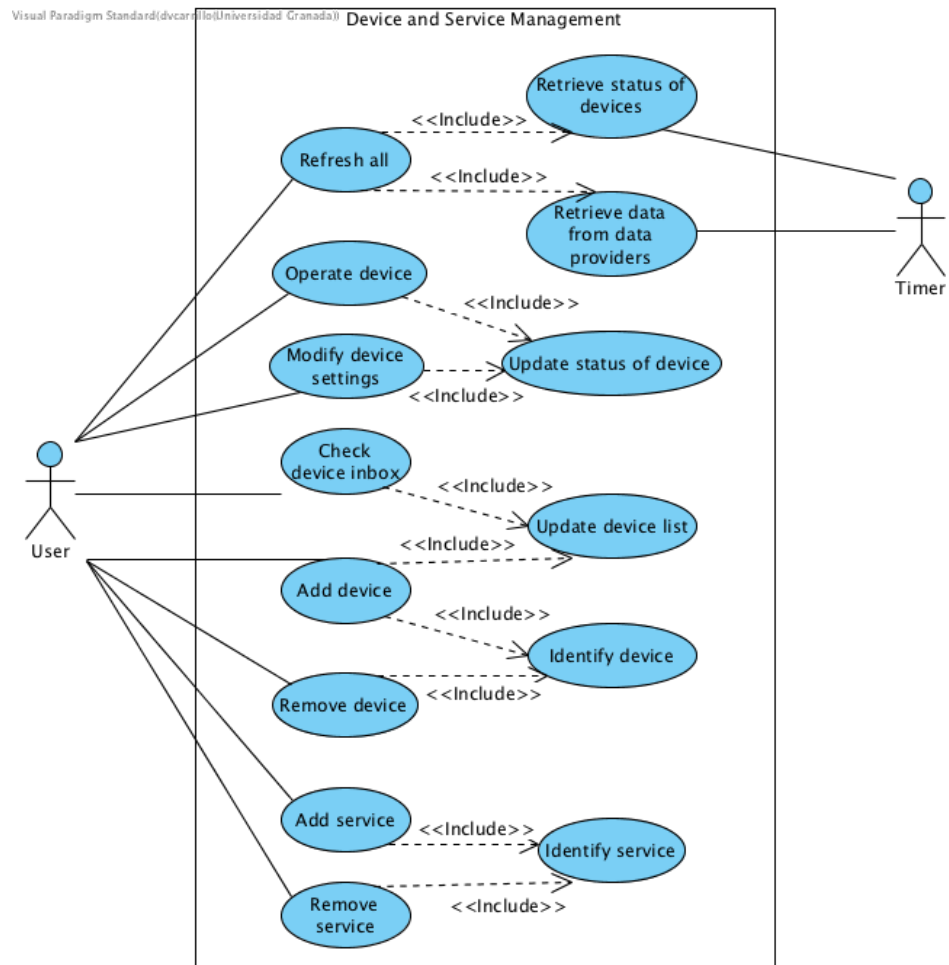 Visual Paradigm Standard(dvcarrillo(Universidad Granada))
Device and Service Management
Retrieve status of
devices
<<Include>>
Refresh all
<<Include>>
Retrieve data
from data
providers
Timer
Operate device
<<Include>>
Modify device
settings
Update status of device
<<Include>>
Check
device inbox
<<Include>>
Update device list
User
<<Include>>
Add device
<<Include>>
Identify device
<<Include>>
Remove device
Add service
<<Include>>
Identify service
Remove
service
<<Include>>